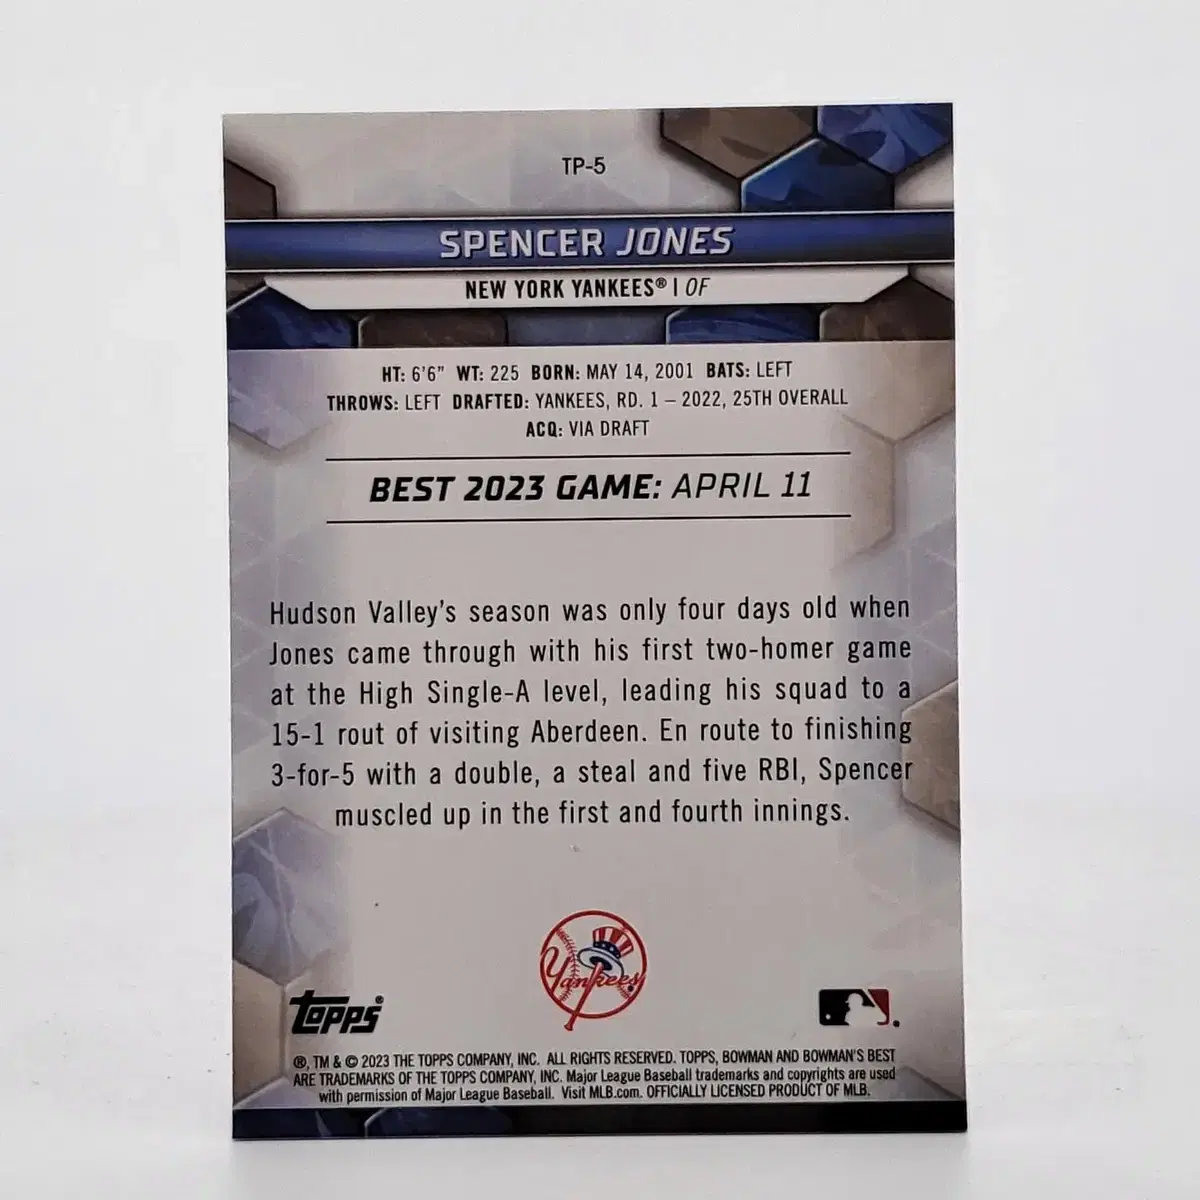 TP-5
SPENCER JONES
NEW YORK YANKEES® | OF
HT: 6'6" WT: 225 BORN: MAY 14, 2001 BATS: LEFT
THROWS: LEFT DRAFTED: YANKEES, RD. 1 – 2022, 25TH OVERALL
ACQ: VIA DRAFT
BEST 2023 GAME: APRIL 11
Hudson Valley's season was only four days old when
Jones came through with his first two-homer game
at the High Single-A level, leading his squad to a
15-1 rout of visiting Aberdeen. En route to finishing
3-for-5 with a double, a steal and five RBI, Spencer
muscled up in the first and fourth innings.
Yankees
topps®
®, TM & © 2023 THE TOPPS COMPANY, INC. ALL RIGHTS RESERVED. TOPPS, BOWMAN AND BOWMAN'S BEST
ARE TRADEMARKS OF THE TOPPS COMPANY, INC. Major League Baseball trademarks and copyrights are used
with permission of Major League Baseball. Visit MLB.com. OFFICIALLY LICENSED PRODUCT OF MLB.